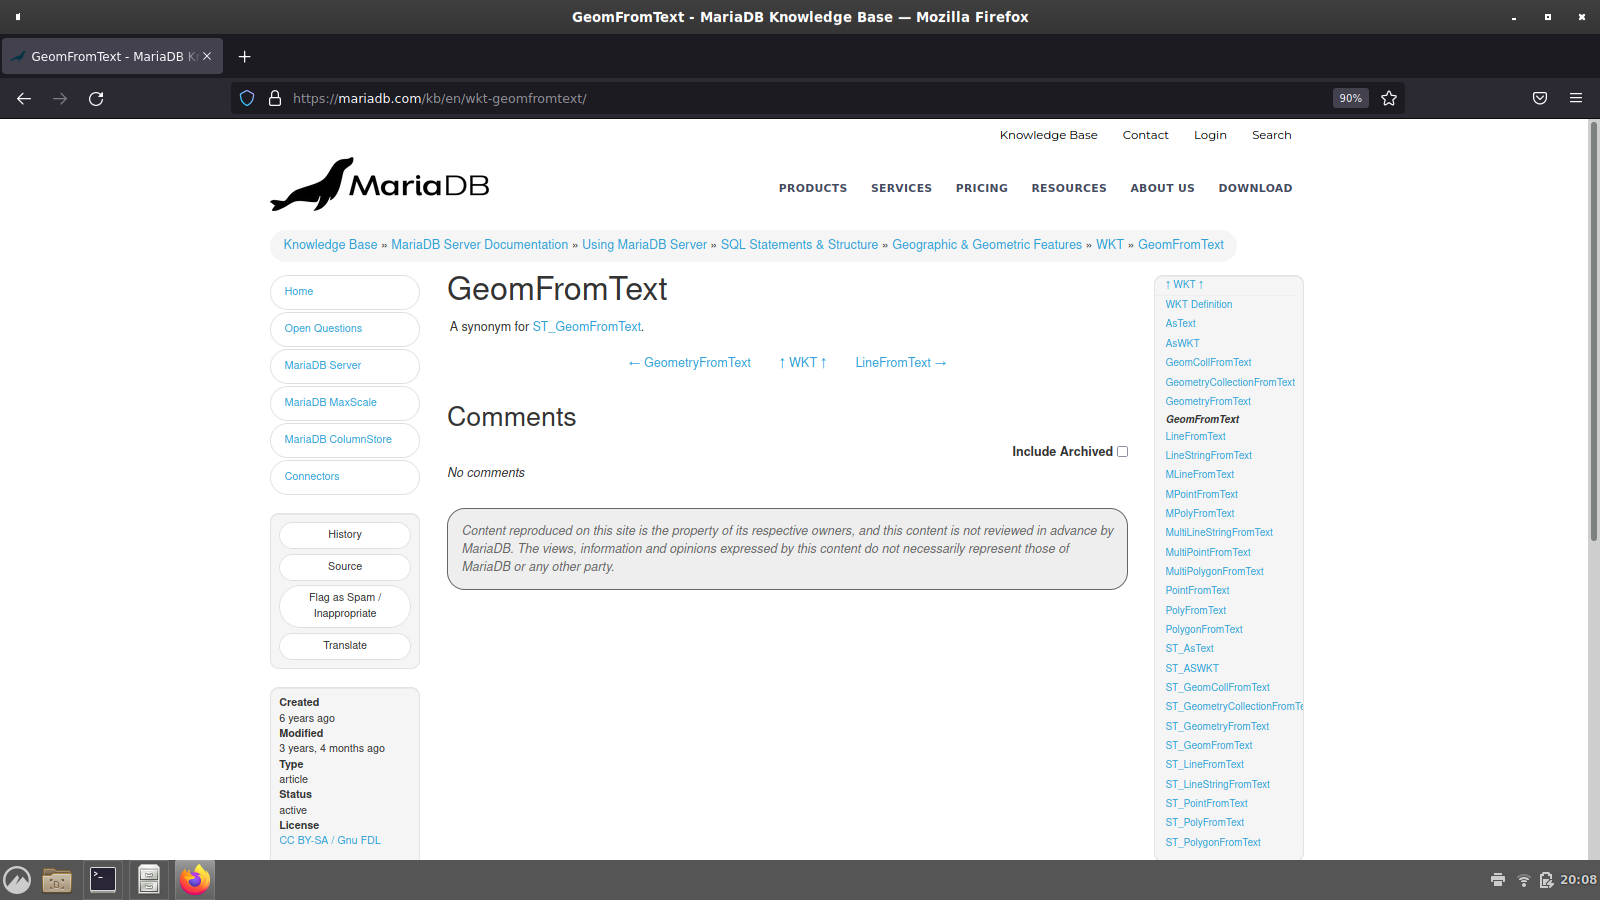 GeomFromText - MariaDB Knowledge Base — Mozilla Firefox
GeomFromText - MariaDB
https://mariadb.com/kb/en/wkt-geomfromtext/
90%
Knowledge Base Contact Login Search
MariaDB
PRODUCTS SERVICES PRICING RESOURCES ABOUT US DOWNLOAD
Knowledge Base » MariaDB Server Documentation » Using MariaDB Server » SQL Statements & Structure » Geographic & Geometric Features » WKT » GeomFromText
Home
Open Questions
MariaDB Server
MariaDB MaxScale
MariaDB ColumnStore
Connectors
History
Source
Flag as Spam /
Inappropriate
Translate
Created
6 years ago
Modified
3 years, 4 months ago
Type
article
Status
active
License
CC BY-SA / Gnu FDL
GeomFromText
A synonym for ST_GeomFromText.
← GeometryFromText ↑ WKT ↑ LineFromText →
Comments
Include Archived
No comments
Content reproduced on this site is the property of its respective owners, and this content is not reviewed in advance by
MariaDB. The views, information and opinions expressed by this content do not necessarily represent those of
MariaDB or any other party.
↑ WKT ↑
WKT Definition
AsText
AsWKT
GeomCollFromText
GeometryCollectionFromText
GeometryFromText
GeomFromText
LineFromText
LineStringFromText
MLineFromText
MPointFromText
MPolyFromText
MultiLineStringFromText
MultiPointFromText
MultiPolygonFromText
PointFromText
PolyFromText
PolygonFromText
ST_AsText
ST_ASWKT
ST_GeomCollFromText
ST_GeometryCollectionFromTe
ST_GeometryFromText
ST_GeomFromText
ST_LineFromText
ST_LineStringFromText
ST_PointFromText
ST_PolyFromText
ST_PolygonFromText
20:08